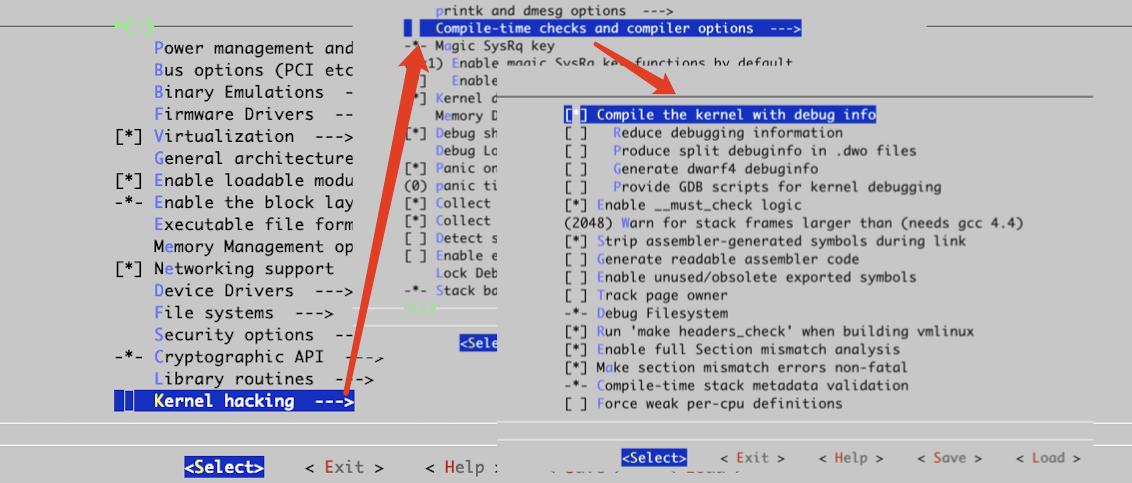 ^(-)
Power management and
Bus options (PCI etc
Binary Emulations -
Firmware Drivers --
[*] Virtualization --->
General architecture
[*] Enable loadable modu
-*- Enable the block lay
Executable file form
Memory Management op
[*] Networking support
Device Drivers --->
File systems --->
Security options --
-*- Cryptographic API --->
Library routines --->
Kernel hacking --->
<Select> < Exit > < Help >
printk and dmesg options --->
Compile-time checks and compiler options --->
-*- Magic SysRq key
Enable magic SysRq key functions by default
Enable
[*] Kernel d
Memory D
[*] Debug sh
Debug Lo
[*] Panic on
(0) panic ti
[*] Collect
[*] Collect
[ ] Detect s
[ ] Enable e
Lock Deb
-*- Stack ba
<Sele
[*] Compile the kernel with debug info
[ ] Reduce debugging information
[ ] Produce split debuginfo in .dwo files
[ ] Generate dwarf4 debuginfo
[ ] Provide GDB scripts for kernel debugging
[*] Enable __must_check logic
(2048) Warn for stack frames larger than (needs gcc 4.4)
[*] Strip assembler-generated symbols during link
[ ] Generate readable assembler code
[ ] Enable unused/obsolete exported symbols
[ ] Track page owner
-*- Debug Filesystem
[*] Run 'make headers_check' when building vmlinux
[*] Enable full Section mismatch analysis
[*] Make section mismatch errors non-fatal
-*- Compile-time stack metadata validation
[ ] Force weak per-cpu definitions
<Select> < Exit > < Help > < Save > < Load >